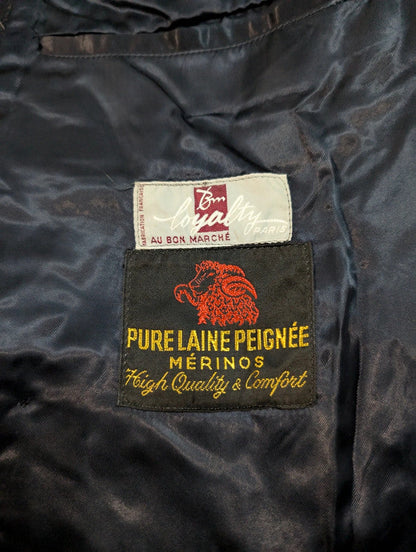 Bm
loyalty
PARIS
FABRICATION FRANÇAISE
AU BON MARCHÉ
PURE LAINE PEIGNÉE
MÉRINOS
High Quality & Comfort